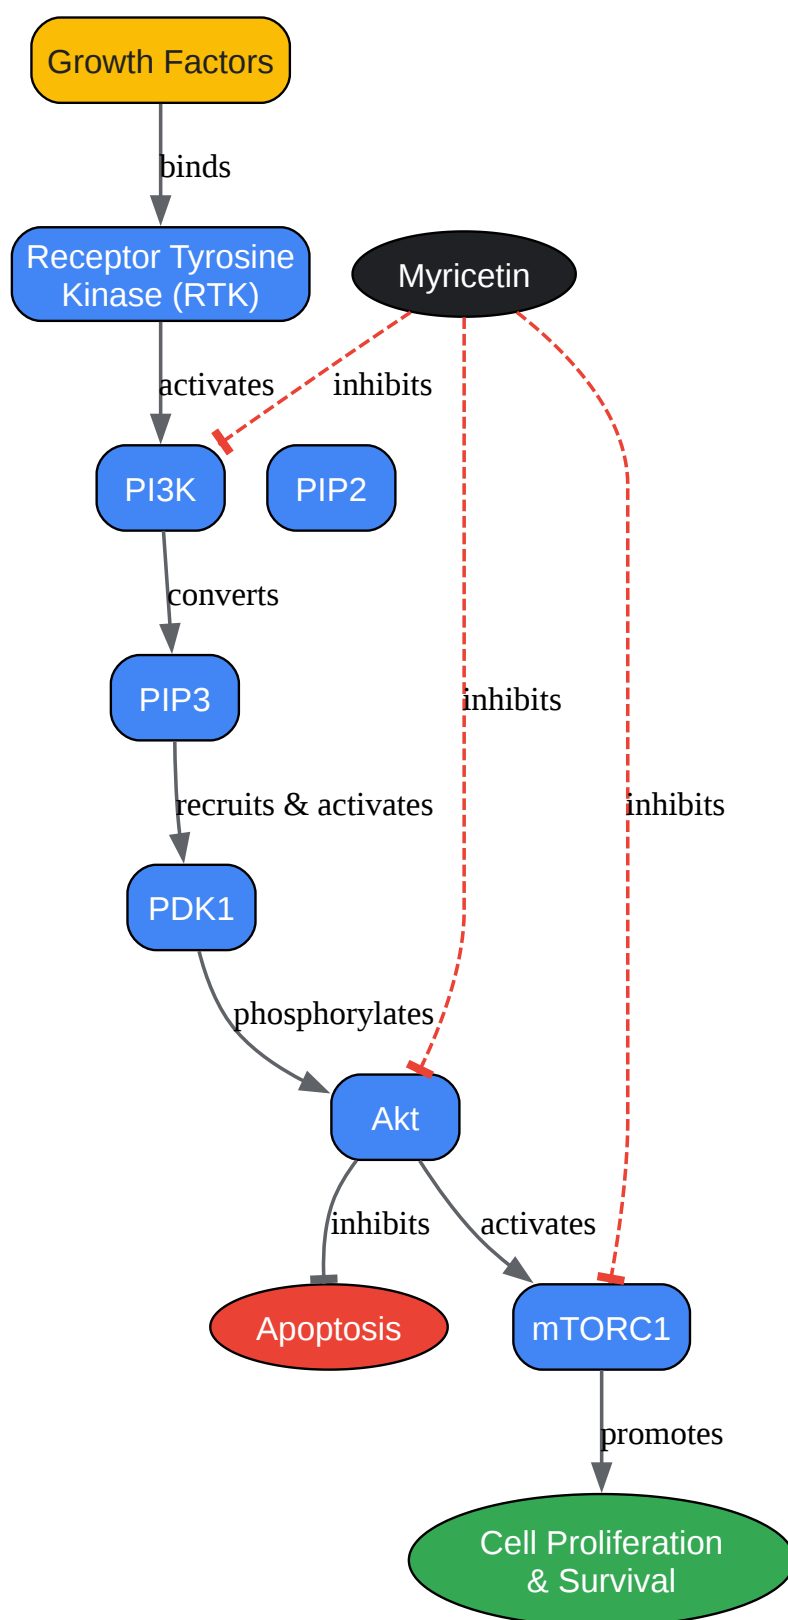 Growth Factors
binds
Receptor Tyrosine
Kinase (RTK)
Myricetin
activates
inhibits
PI3K
PIP2
converts
PIP3
inhibits
recruits & activates
inhibits
PDK1
phosphorylates
Akt
inhibits
activates
Apoptosis
mTORC1
promotes
Cell Proliferation
& Survival